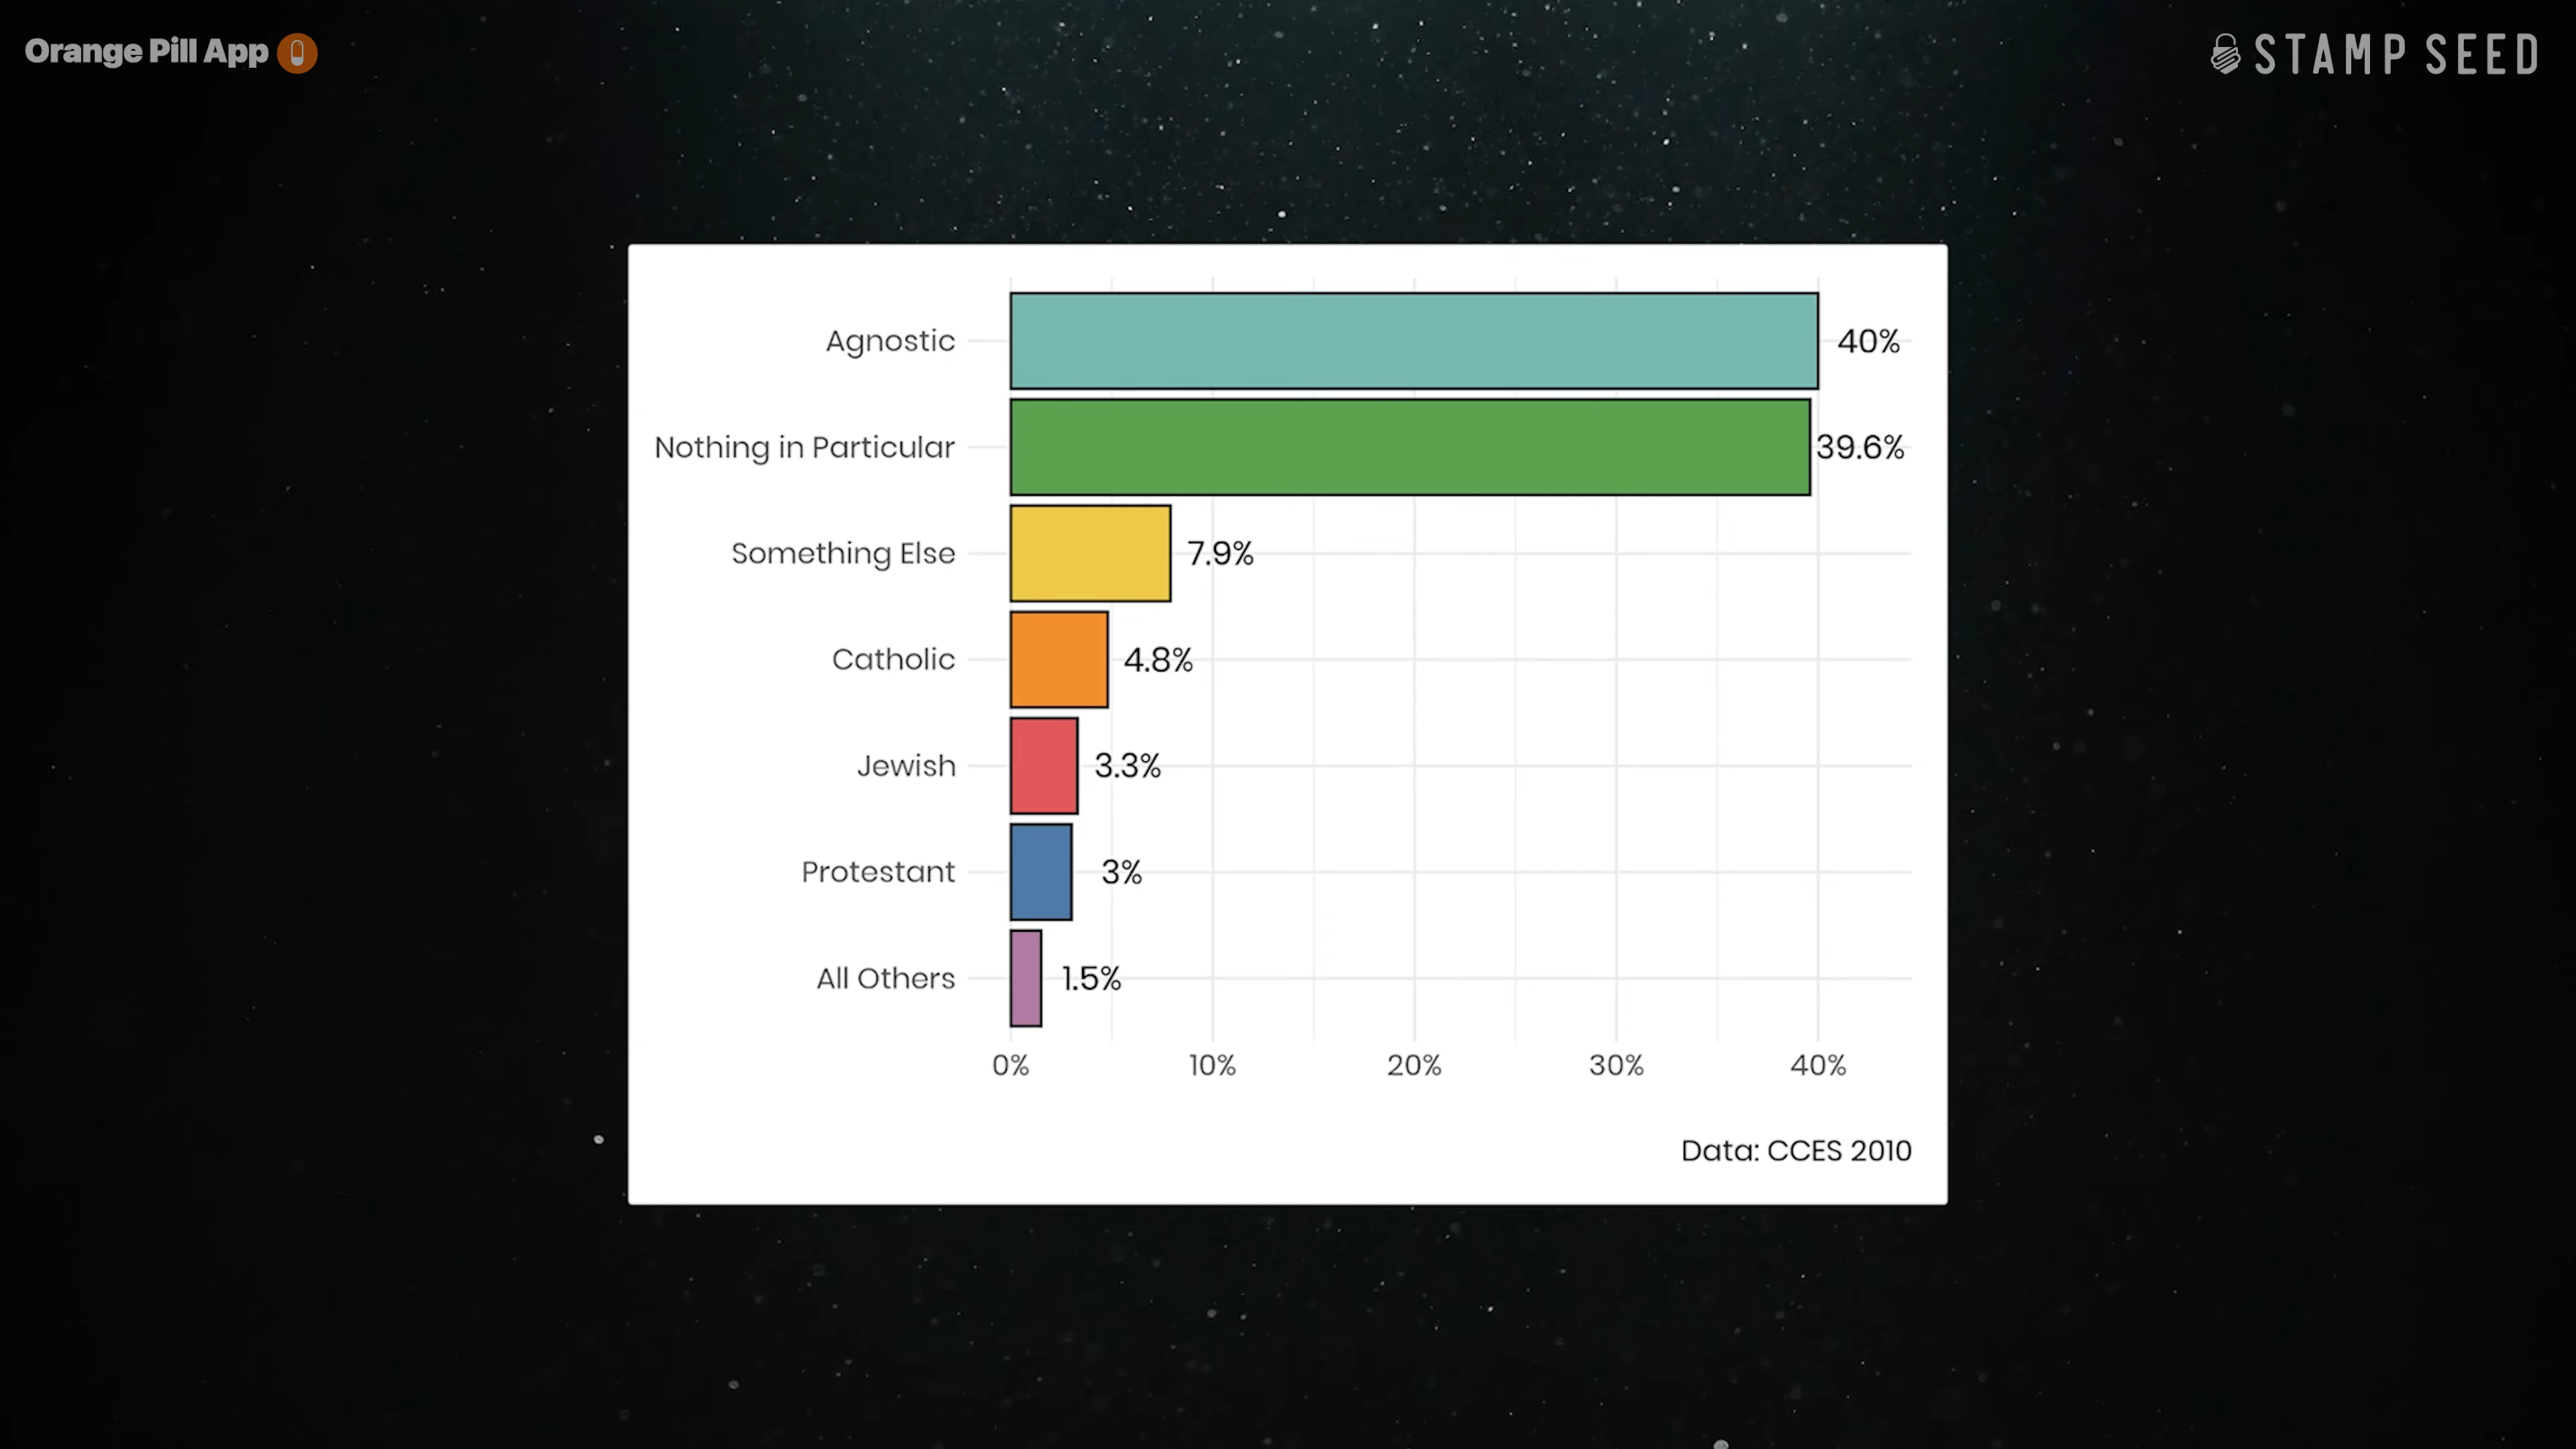 Orange Pill App
STAMP SEED
Agnostic 40%
Nothing in Particular 39.6%
Something Else 7.9%
Catholic 4.8%
Jewish 3.3%
Protestant 3%
All Others 1.5%
0% 10% 20% 30% 40%
Data: CCES 2010